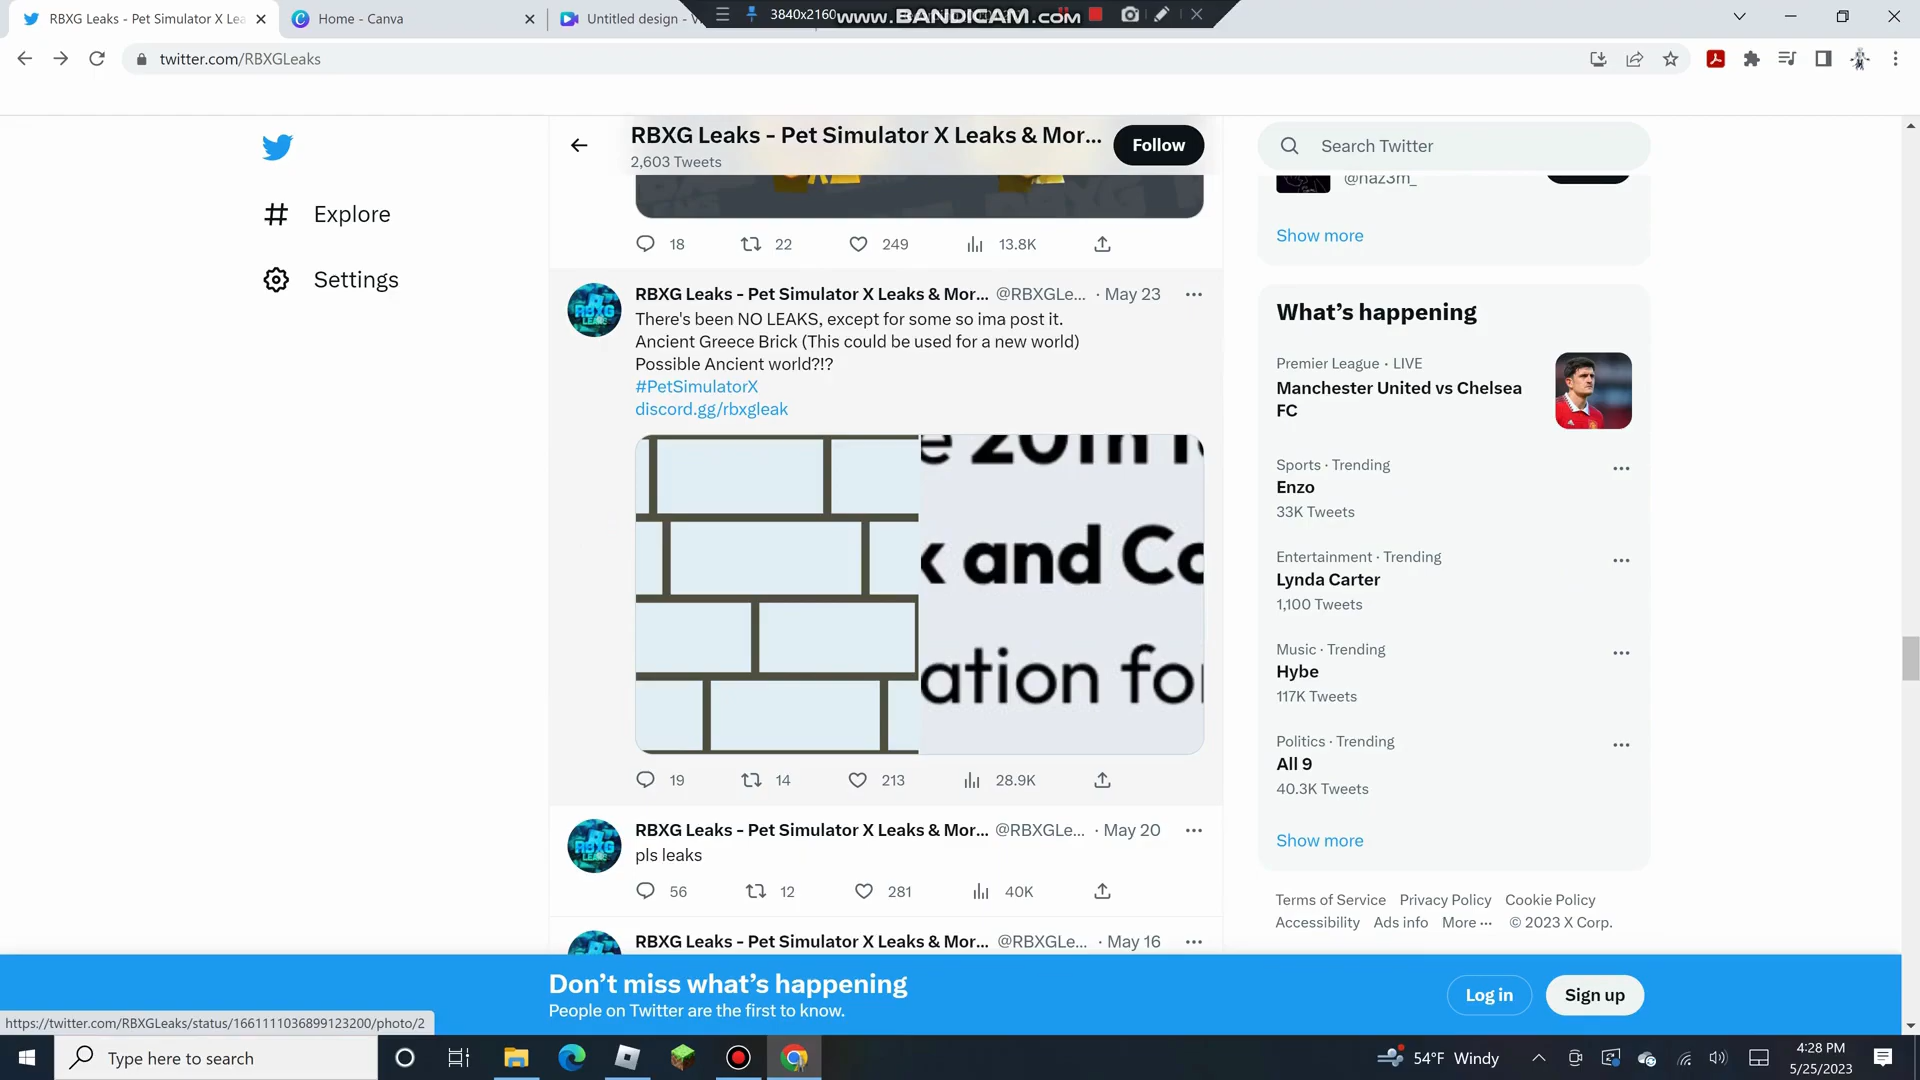 RBXG Leaks - Pet Simulator X Lea
Home - Canva
Untitled design - V
3840x2160
www.BANDICAM.com
twitter.com/RBXGLeaks
RBXG Leaks - Pet Simulator X Leaks & Mor...
2,603 Tweets
Follow
Search Twitter
Explore
Settings
@naz3m_
Show more
18
22
249
13.8K
RBXG Leaks - Pet Simulator X Leaks & Mor... @RBXGLe... · May 23
There's been NO LEAKS, except for some so ima post it.
Ancient Greece Brick (This could be used for a new world)
Possible Ancient world?!?
#PetSimulatorX
discord.gg/rbxgleak
k and Co
ation for
19
14
213
28.9K
RBXG Leaks - Pet Simulator X Leaks & Mor... @RBXGLe... · May 20
pls leaks
56
12
281
40K
RBXG Leaks - Pet Simulator X Leaks & Mor... @RBXGLe... · May 16
What's happening
Premier League · LIVE
Manchester United vs Chelsea
FC
Sports · Trending
Enzo
33K Tweets
Entertainment · Trending
Lynda Carter
1,100 Tweets
Music · Trending
Hybe
117K Tweets
Politics · Trending
All 9
40.3K Tweets
Show more
Terms of Service Privacy Policy Cookie Policy
Accessibility Ads info More ··· © 2023 X Corp.
Don't miss what's happening
People on Twitter are the first to know.
Log in
Sign up
https://twitter.com/RBXGLeaks/status/1661111036899123200/photo/2
Type here to search
54°F Windy
4:28 PM
5/25/2023